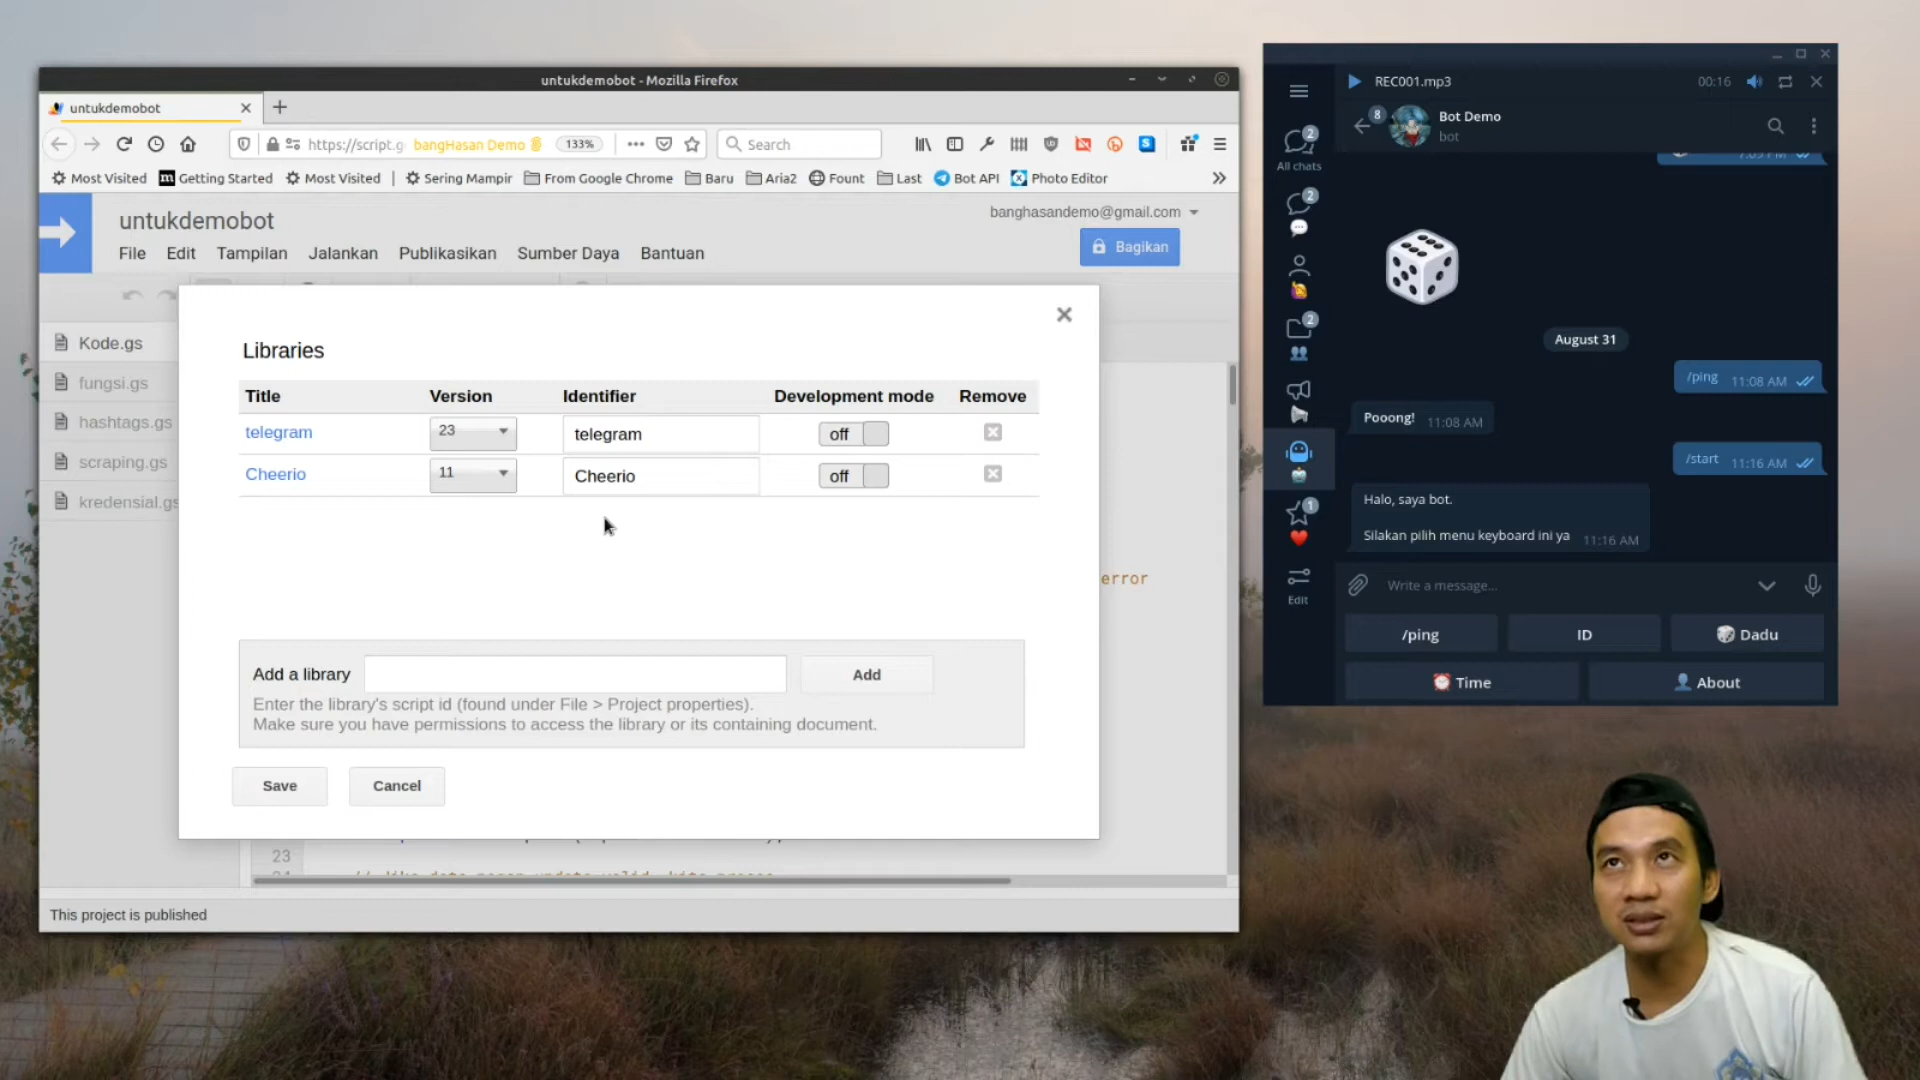 untukdemobot - Mozilla Firefox
untukdemobot
https://script.g
bangHasan Demo
133%
Search
Most Visited
Getting Started
Most Visited
Sering Mampir
From Google Chrome
Baru
Aria2
Fount
Last
Bot API
Photo Editor
untukdemobot
banghasandemo@gmail.com
File Edit Tampilan Jalankan Publikasikan Sumber Daya Bantuan
Bagikan
Kode.gs
fungsi.gs
hashtags.gs
scraping.gs
kredensial.gs
Libraries
Title Version Identifier Development mode Remove
telegram 23 telegram off
Cheerio 11 Cheerio off
error
Add a library
Add
Enter the library's script id (found under File > Project properties).
Make sure you have permissions to access the library or its containing document.
Save Cancel
23
This project is published
REC001.mp3 00:16
8
Bot Demo
bot
2
All chats
2
2
1
Edit
August 31
/ping 11:08 AM
Pooong! 11:08 AM
/start 11:16 AM
Halo, saya bot.
Silakan pilih menu keyboard ini ya 11:16 AM
Write a message...
/ping ID Dadu
Time About